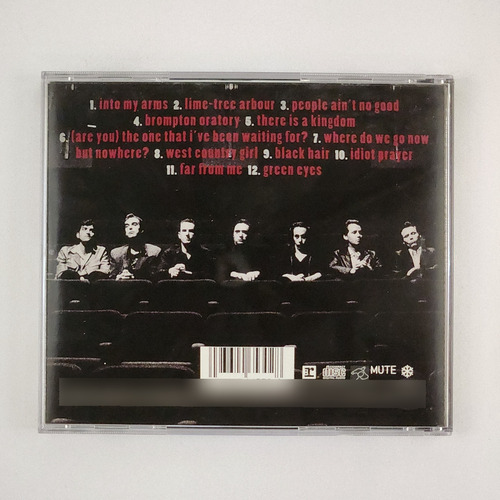 1. into my arms 2. lime-tree arbour 3. people ain't no good
4. brompton oratory 5. there is a kingdom
6. (are you) the one that i've been waiting for? 7. where do we go now
but nowhere? 8. west country girl 9. black hair 10. idiot prayer
11. far from me 12. green eyes
MUTE